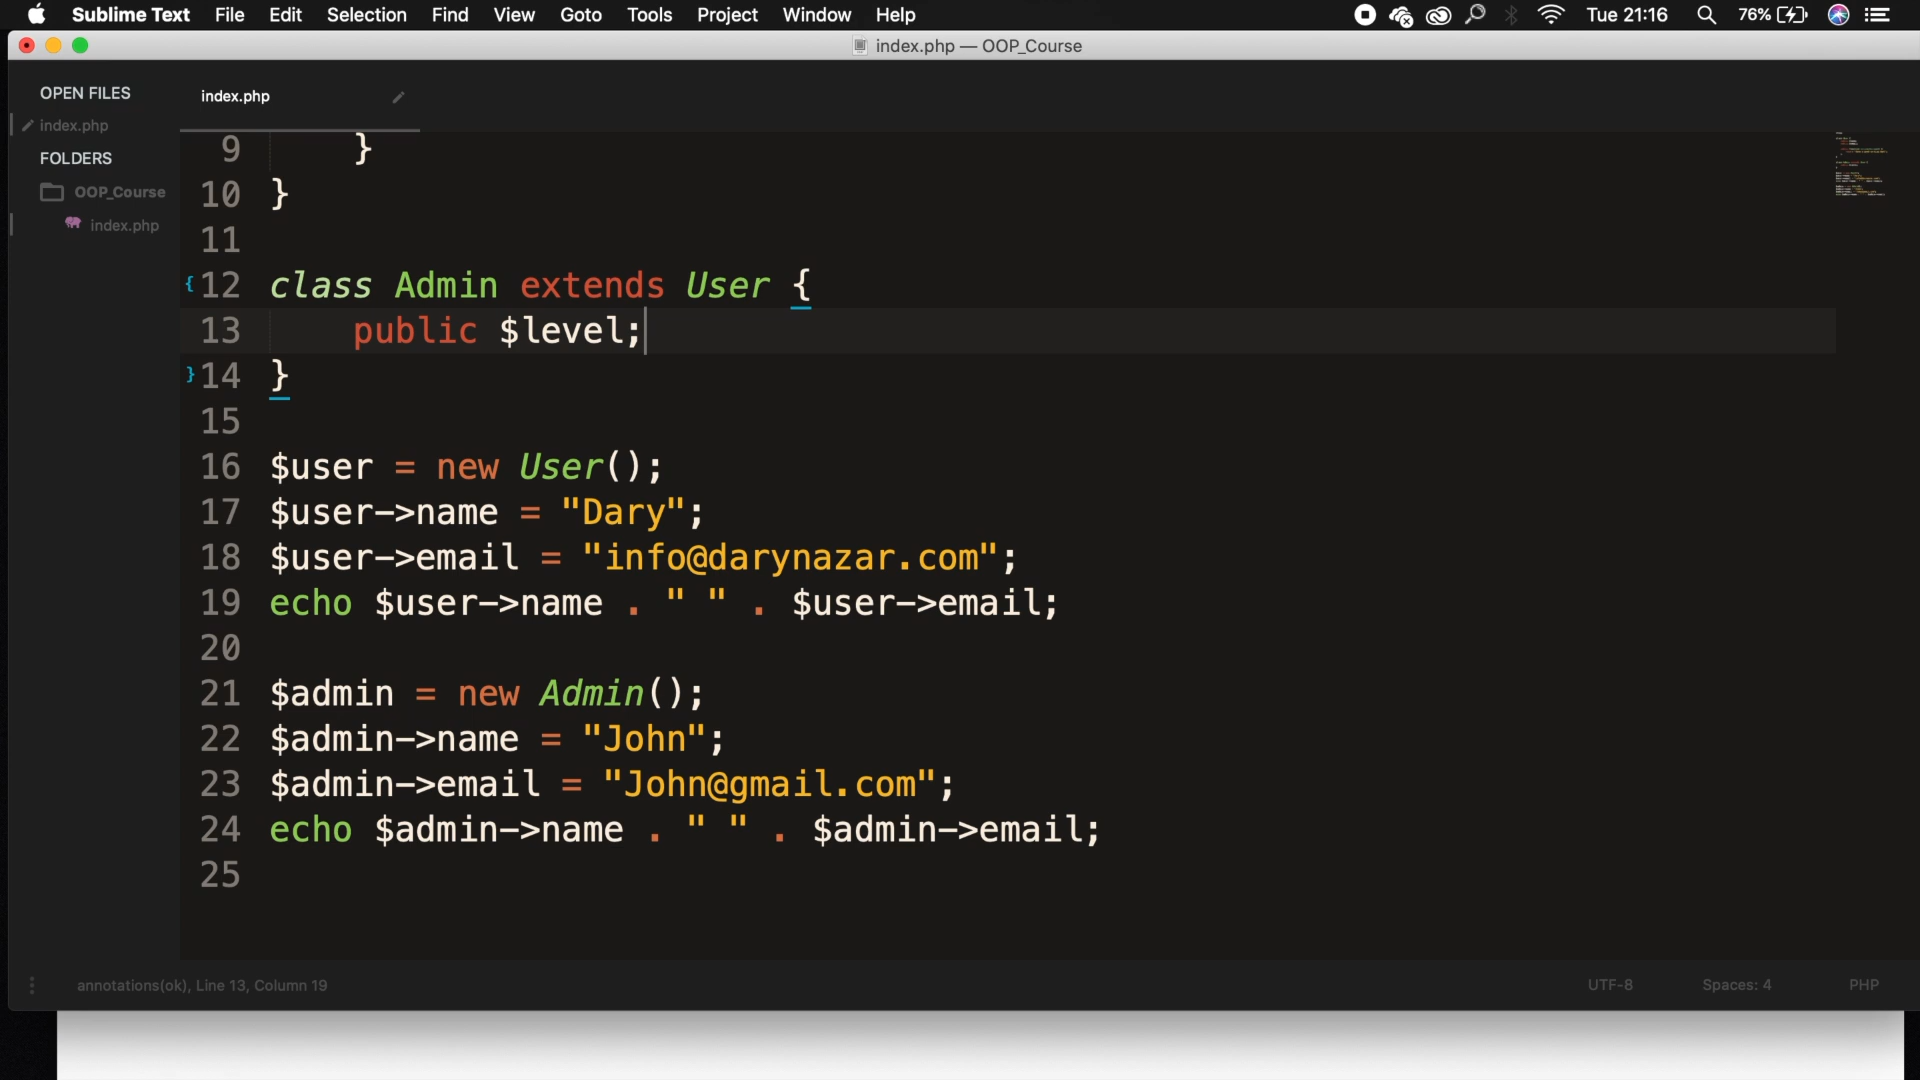 Sublime Text File Edit Selection Find View Goto Tools Project Window Help Tue 21:16 76%
index.php — OOP_Course
OPEN FILES
index.php
FOLDERS
OOP_Course
index.php
index.php
9 }
10 }
11
12 class Admin extends User {
13 public $level;
14 }
15
16 $user = new User();
17 $user->name = "Dary";
18 $user->email = "info@darynazar.com";
19 echo $user->name . " " . $user->email;
20
21 $admin = new Admin();
22 $admin->name = "John";
23 $admin->email = "John@gmail.com";
24 echo $admin->name . " " . $admin->email;
25
annotations(ok), Line 13, Column 19 UTF-8 Spaces: 4 PHP